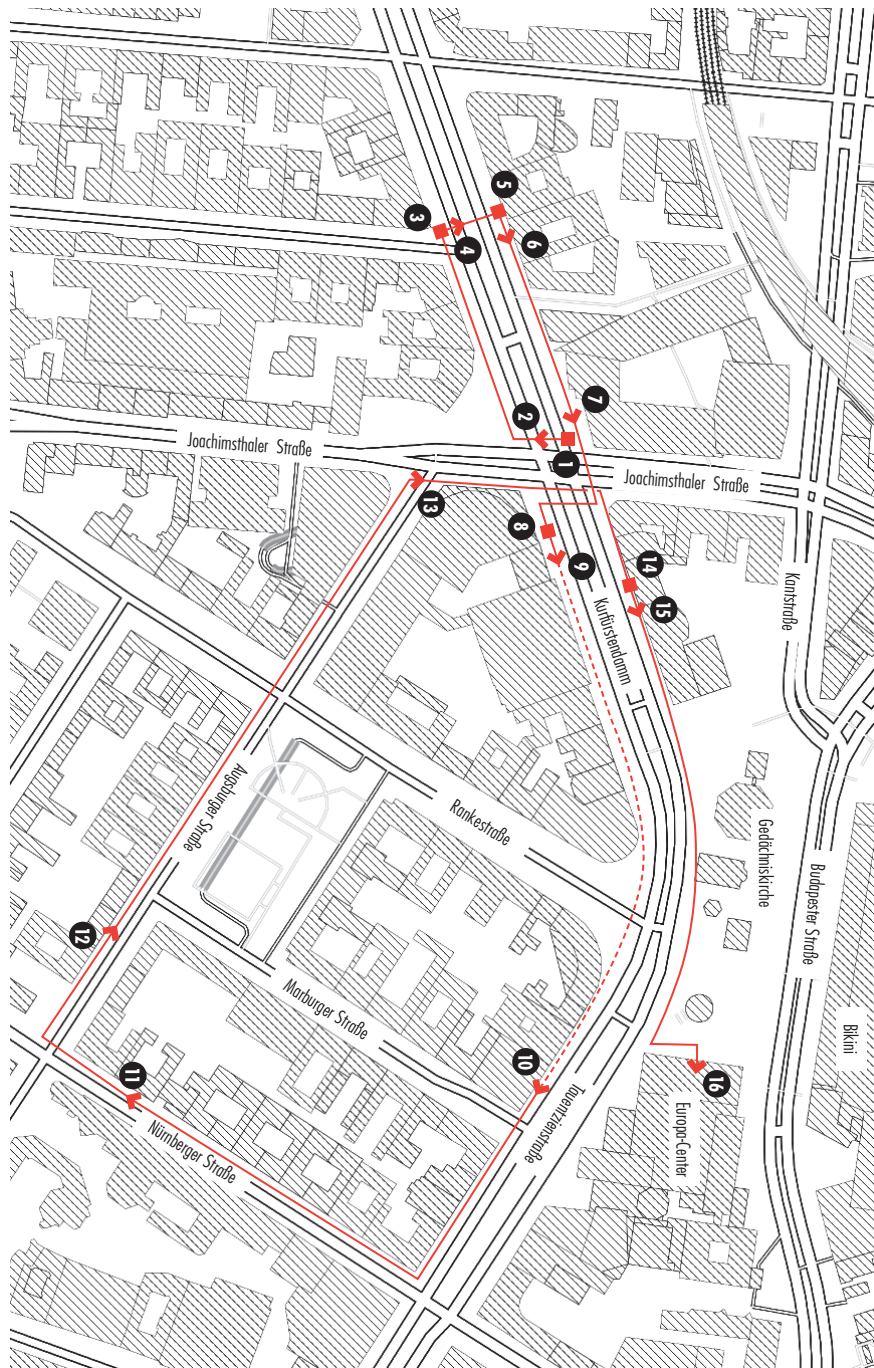 5
3
6
4
7
2
1
Joachimsthaler Straße
Joachimsthaler Straße
13
8
9
14
15
Kantstraße
Kurfürstendamm
Augsburger Straße
Rankestraße
Gedächniskirche
Budapester Straße
12
Marburger Straße
Bikini
10
16
11
Tauentzienstraße
Europa-Center
Nürnberger Straße